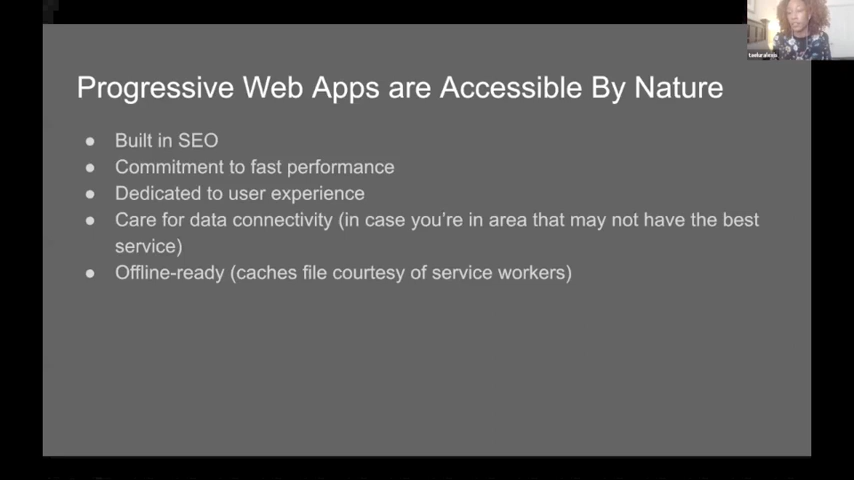 Progressive Web Apps are Accessible By Nature
● Built in SEO
● Commitment to fast performance
● Dedicated to user experience
● Care for data connectivity (in case you're in area that may not have the best
service)
● Offline-ready (caches file courtesy of service workers)